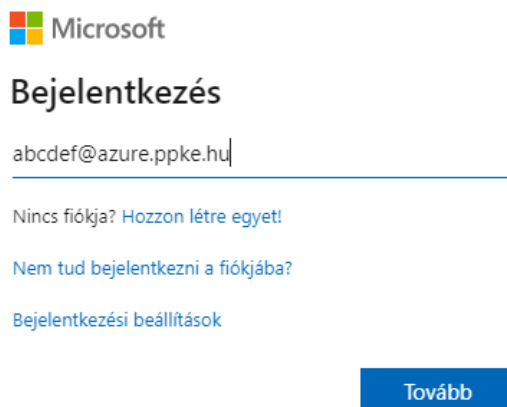 Microsoft
Bejelentkezés
abcdef@azure.ppke.hu
Nincs fiókja? Hozzon létre egyet!
Nem tud bejelentkezni a fiókjába?
Bejelentkezési beállítások
Tovább